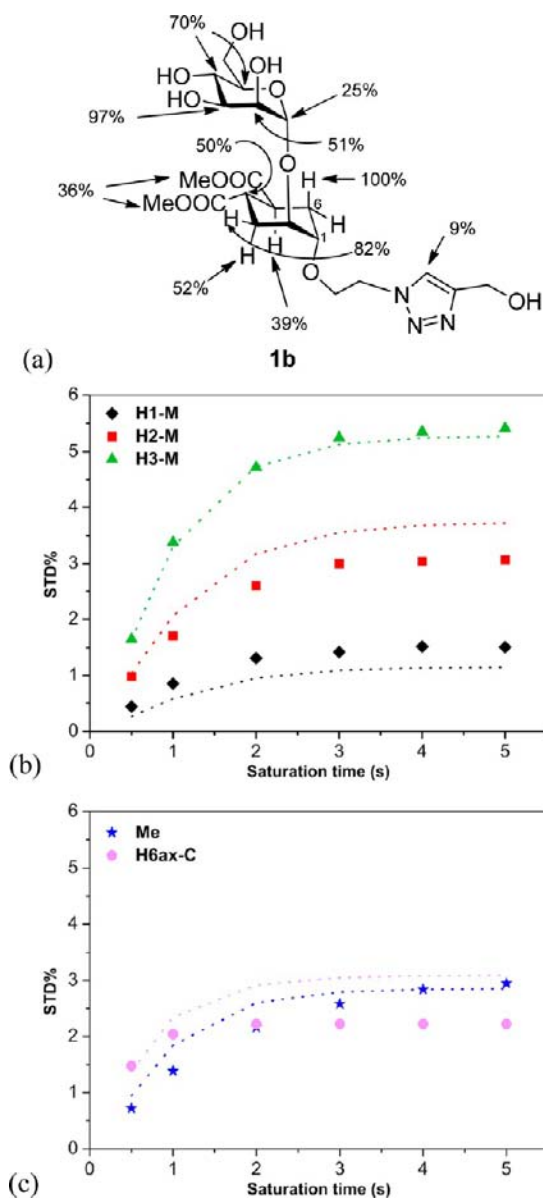 70%
OH
OH
HO
O
HO
HO
25%
97%
51%
50%
O
H
100%
36%
MeOOC
MeOOC
6
H
H
1
H
H
82%
9%
52%
O
N
OH
39%
N=N
(a)
1b
6
H1-M
H2-M
5
H3-M
4
STD%
3
2
1
0
0 1 2 3 4 5
(b)
Saturation time (s)
6
Me
H6ax-C
5
4
STD%
3
2
1
0
0 1 2 3 4 5
(c)
Saturation time (s)